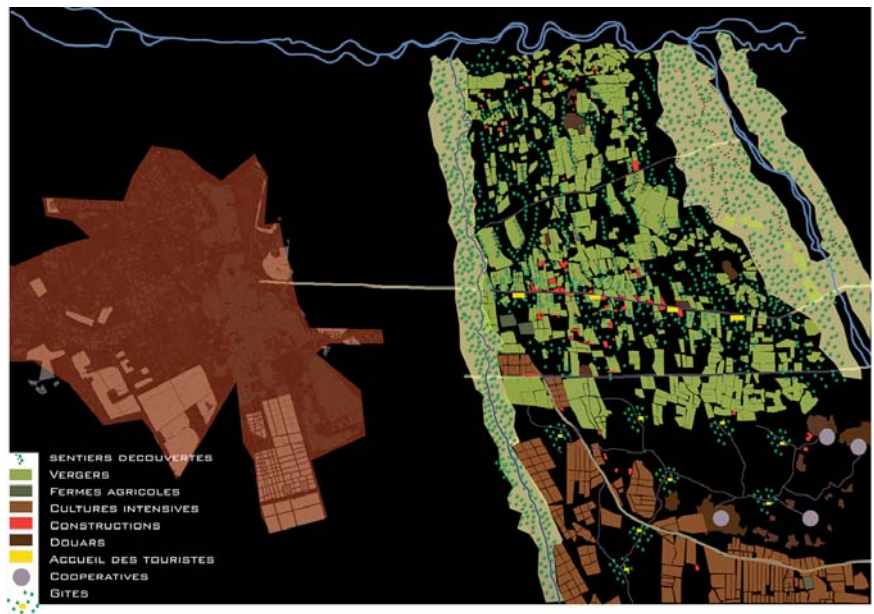 SENTIERS DECOUVERTES
VERGERS
FERMES AGRICOLES
CULTURES INTENSIVES
CONSTRUCTIONS
DOUARS
ACCUEIL DES TOURISTES
COOPERATIVES
GITES